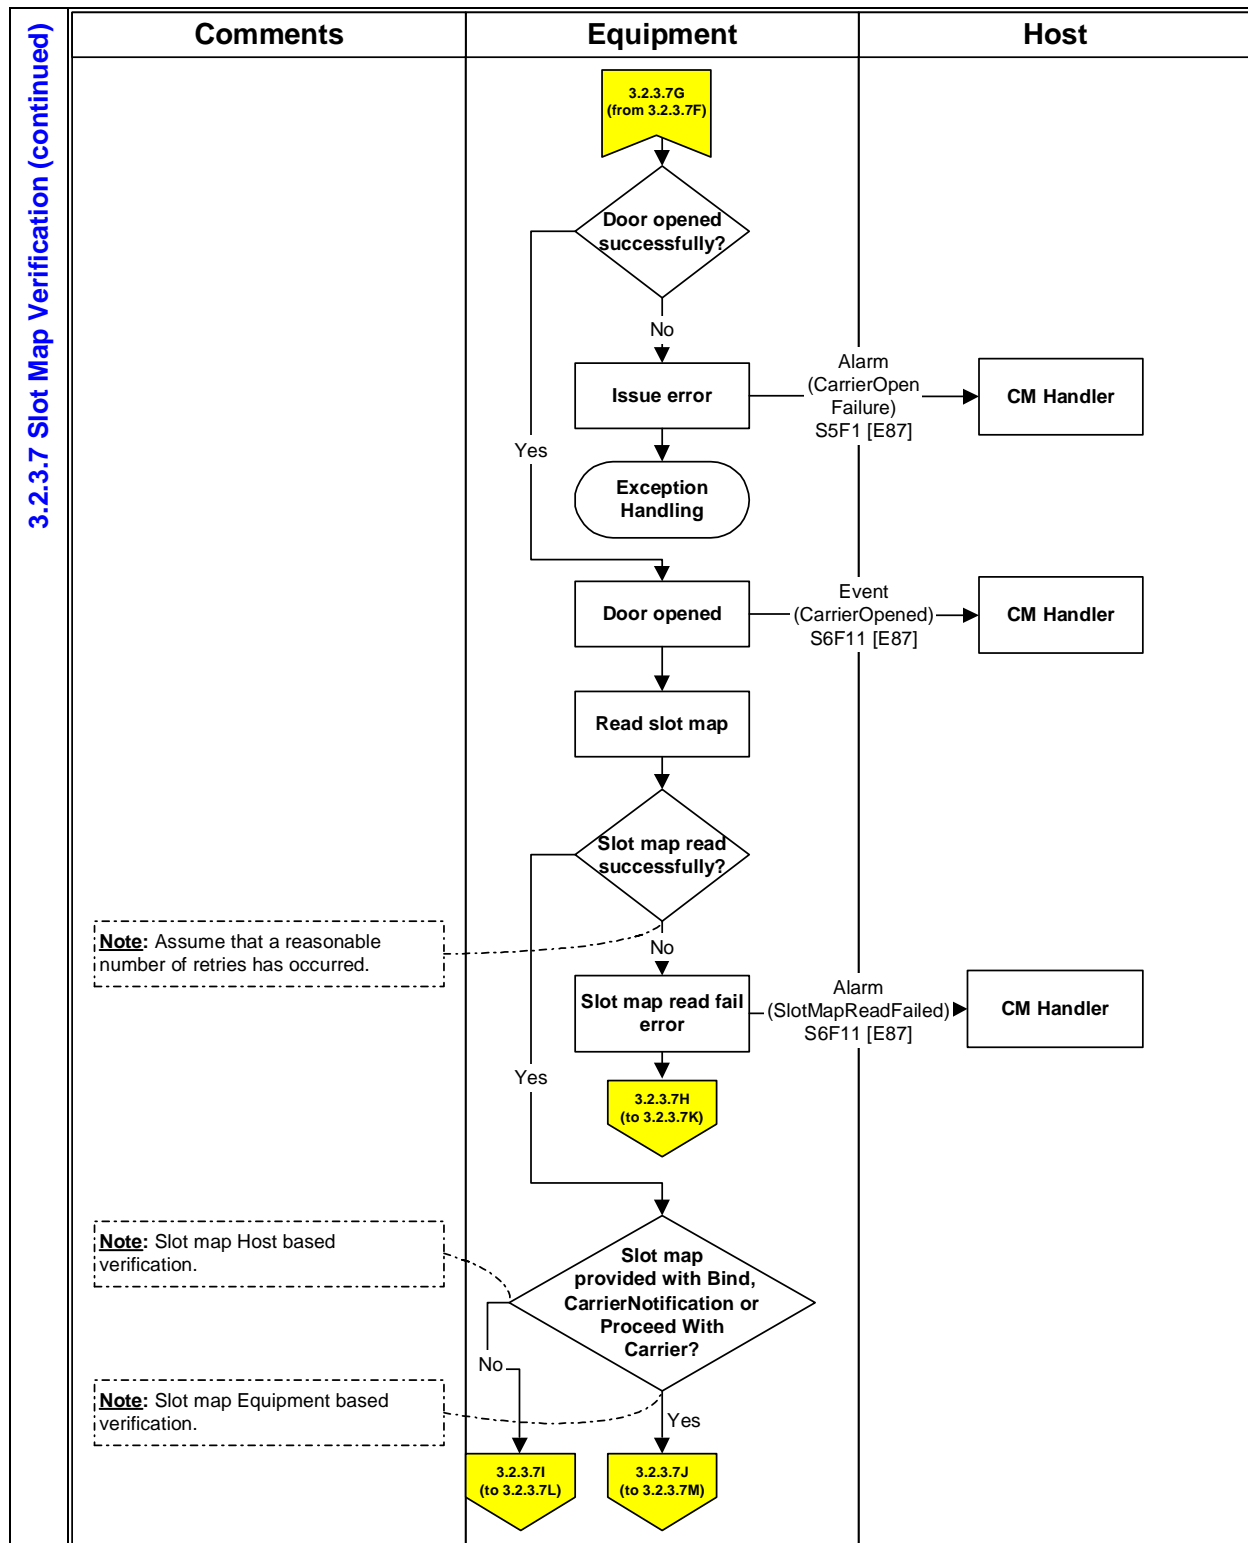 3.2.3.7 Slot Map Verification (continued)
Comments
Equipment
Host
3.2.3.7G
(from 3.2.3.7F)
Door opened
successfully?
No
Yes
Issue error
Alarm
(CarrierOpen
Failure)
S5F1 [E87]
CM Handler
Exception
Handling
Door opened
Event
(CarrierOpened)
S6F11 [E87]
CM Handler
Read slot map
Slot map read
successfully?
Note: Assume that a reasonable
number of retries has occurred.
No
Yes
Slot map read fail
error
Alarm
(SlotMapReadFailed)
S6F11 [E87]
CM Handler
3.2.3.7H
(to 3.2.3.7K)
Note: Slot map Host based
verification.
Slot map
provided with Bind,
CarrierNotification or
Proceed With
Carrier?
No
Note: Slot map Equipment based
verification.
Yes
3.2.3.7I
(to 3.2.3.7L)
3.2.3.7J
(to 3.2.3.7M)